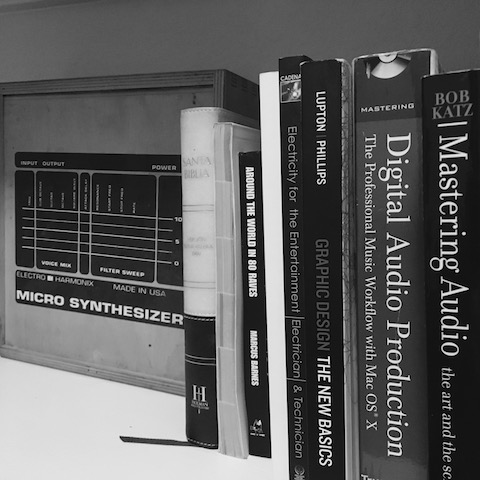 INPUT OUTPUT POWER
10
5
0
VOICE MIX FILTER SWEEP
ELECTRO HARMONIX MADE IN USA
MICRO SYNTHESIZER
SANTA
BIBLIA
H
AROUND THE WORLD IN 80 RAVES MARCUS BARNES
CADENA
Electricity for the Entertainment Electrician & Technician
LUPTON | PHILLIPS
GRAPHIC DESIGN THE NEW BASICS
MASTERING
Digital Audio Production
The Professional Music Workflow with Mac OS® X
BOB
KATZ
Mastering Audio the art and the sc